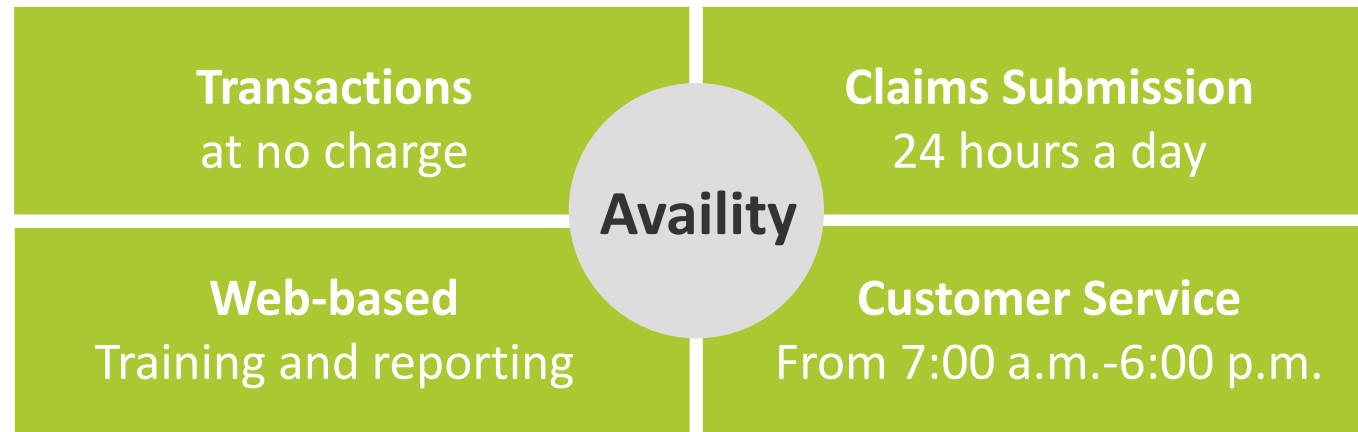 Transactions
at no charge
Claims Submission
24 hours a day
Availity
Web-based
Training and reporting
Customer Service
From 7:00 a.m.-6:00 p.m.